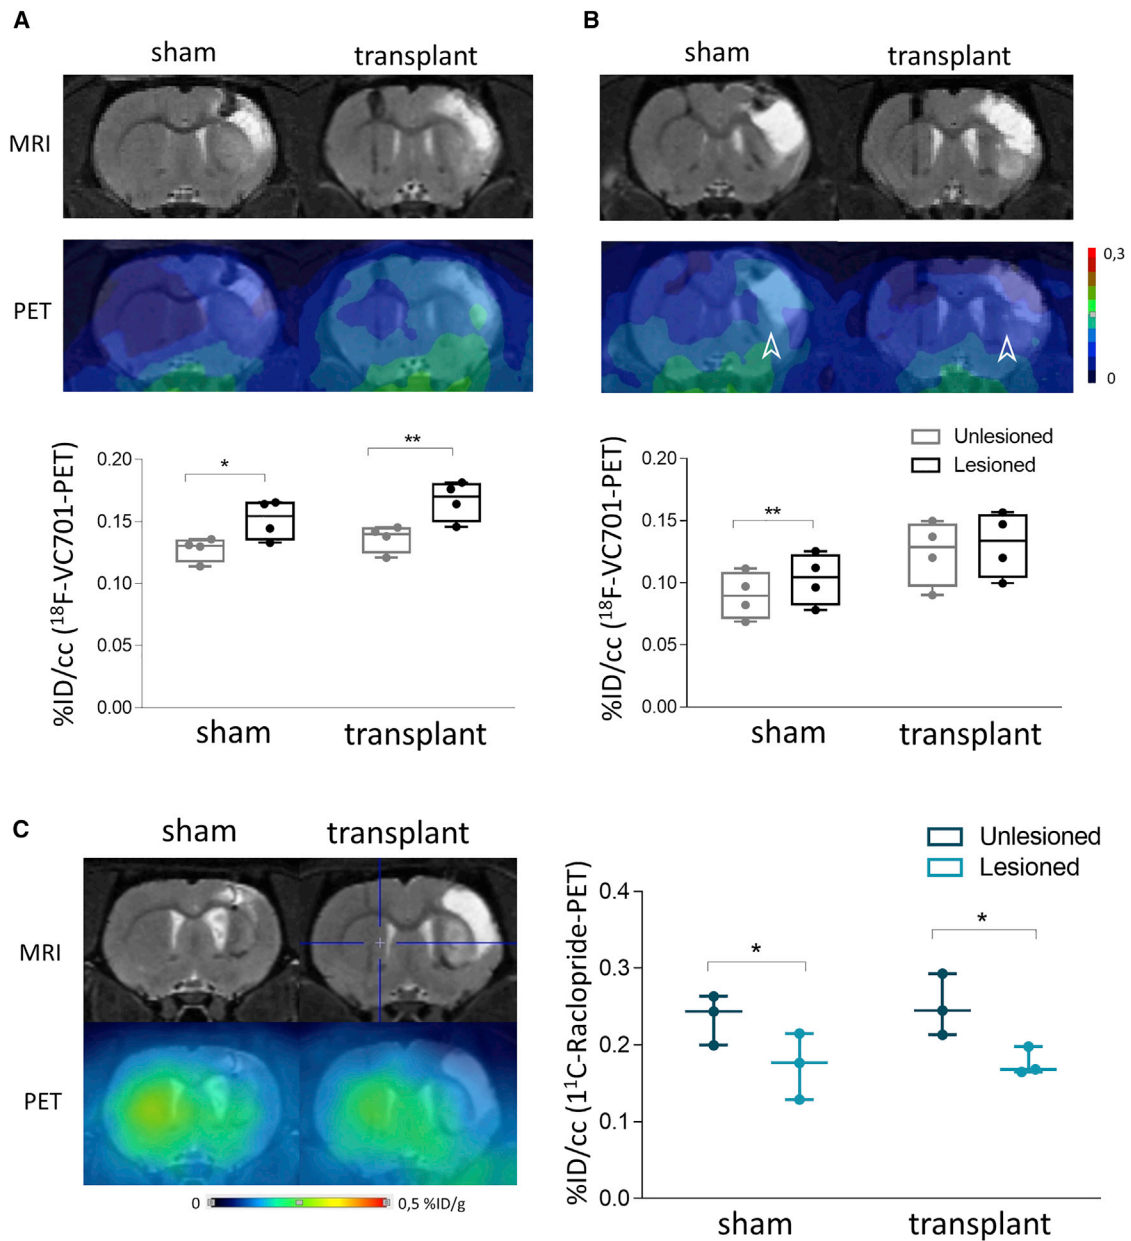 A
sham
transplant
MRI
PET
*
**
0.20
0.15
0.10
0.05
0.00
%ID/cc (¹⁸F-VC701-PET)
sham
transplant
B
sham
transplant
0,3
0
Unlesioned
Lesioned
**
0.20
0.15
0.10
0.05
0.00
%ID/cc (¹⁸F-VC701-PET)
sham
transplant
C
sham
transplant
MRI
PET
0
0,5 %ID/g
Unlesioned
Lesioned
*
*
0.4
0.3
0.2
0.1
0.0
%ID/cc (1¹C-Raclopride-PET)
sham
transplant